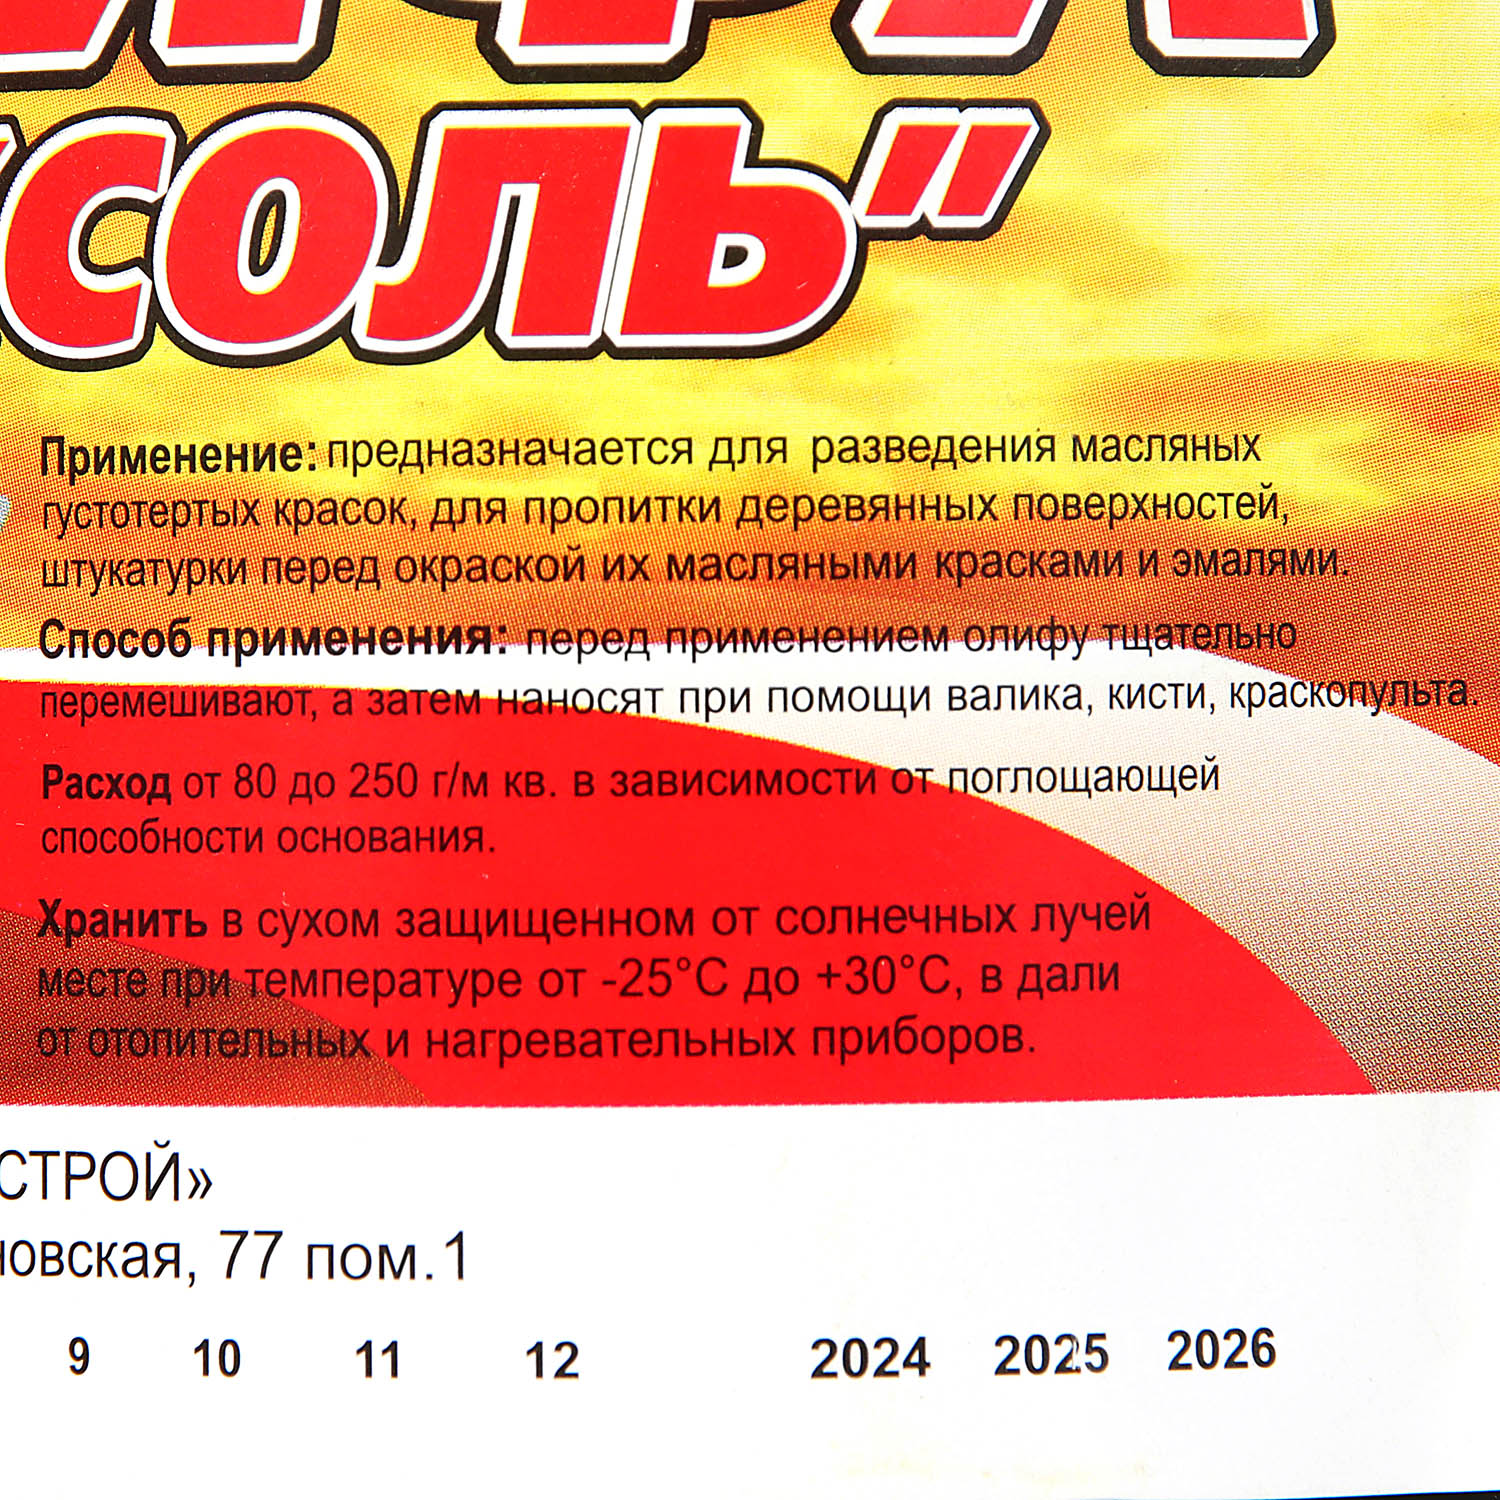 СОЛЬ"
Применение: предназначается для разведения масляных
густотертых красок, для пропитки деревянных поверхностей,
штукатурки перед окраской их масляными красками и эмалями.
Способ применения: перед применением олифу тщательно
перемешивают, а затем наносят при помощи валика, кисти, краскопульта.
Расход от 80 до 250 г/м кв. в зависимости от поглощающей
способности основания.
Хранить в сухом защищенном от солнечных лучей
месте при температуре от -25°С до +30°С, в дали
от отопительных и нагревательных приборов.
СТРОЙ»
новская, 77 пом.1
9 10 11 12 2024 2025 2026